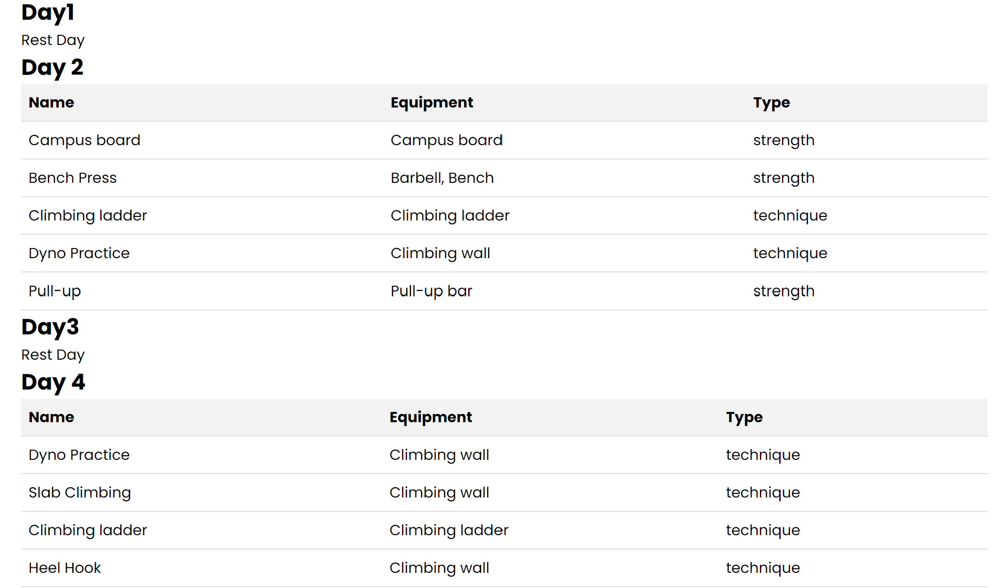 Day1
Rest Day
Day 2
Name Equipment Type
Campus board Campus board strength
Bench Press Barbell, Bench strength
Climbing ladder Climbing ladder technique
Dyno Practice Climbing wall technique
Pull-up Pull-up bar strength
Day3
Rest Day
Day 4
Name Equipment Type
Dyno Practice Climbing wall technique
Slab Climbing Climbing wall technique
Climbing ladder Climbing ladder technique
Heel Hook Climbing wall technique